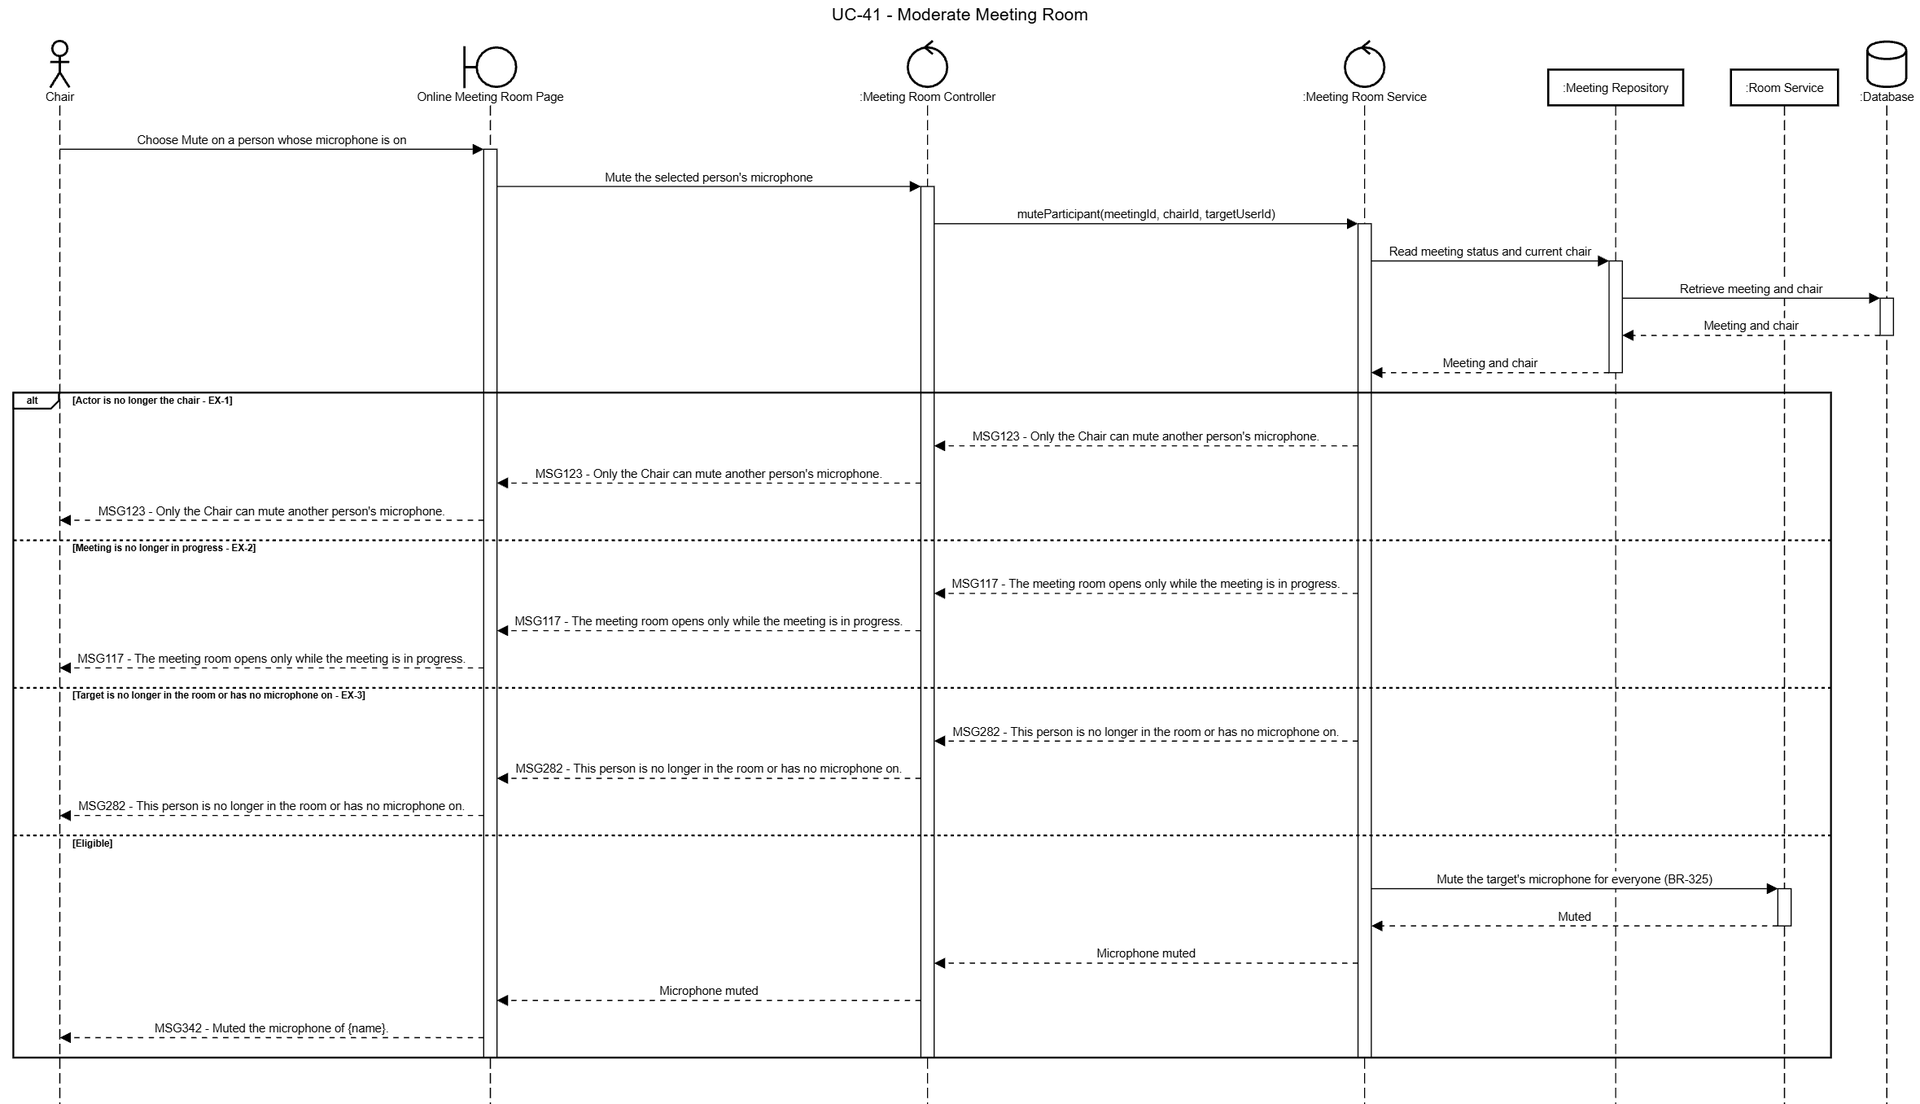 UC-41 - Moderate Meeting Room
Chair
Online Meeting Room Page
:Meeting Room Controller
:Meeting Room Service
:Meeting Repository
:Room Service
:Database
Choose Mute on a person whose microphone is on
Mute the selected person's microphone
muteParticipant(meetingId, chairId, targetUserId)
Read meeting status and current chair
Retrieve meeting and chair
Meeting and chair
Meeting and chair
alt
[Actor is no longer the chair - EX-1]
MSG123 - Only the Chair can mute another person's microphone.
MSG123 - Only the Chair can mute another person's microphone.
MSG123 - Only the Chair can mute another person's microphone.
[Meeting is no longer in progress - EX-2]
MSG117 - The meeting room opens only while the meeting is in progress.
MSG117 - The meeting room opens only while the meeting is in progress.
MSG117 - The meeting room opens only while the meeting is in progress.
[Target is no longer in the room or has no microphone on - EX-3]
MSG282 - This person is no longer in the room or has no microphone on.
MSG282 - This person is no longer in the room or has no microphone on.
MSG282 - This person is no longer in the room or has no microphone on.
[Eligible]
Mute the target's microphone for everyone (BR-325)
Muted
Microphone muted
Microphone muted
MSG342 - Muted the microphone of {name}.